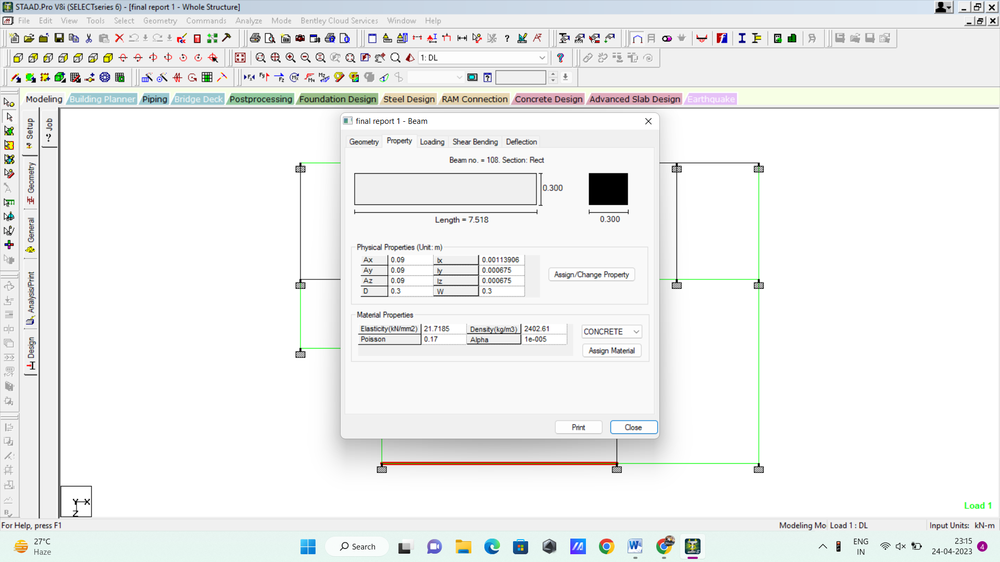 STAAD.Pro V8i (SELECTseries 6) - [final report 1 - Whole Structure]
File Edit View Tools Select Geometry Commands Analyze Mode Bentley Cloud Services Window Help
1: DL
Modeling Building Planner Piping Bridge Deck Postprocessing Foundation Design Steel Design RAM Connection Concrete Design Advanced Slab Design Earthquake
Setup
Job
Geometry
General
Analysis/Print
Design
final report 1 - Beam
Geometry Property Loading Shear Bending Deflection
Beam no. = 108. Section: Rect
0.300
Length = 7.518
0.300
Physical Properties (Unit: m)
Ax 0.09 Ix 0.00113906
Ay 0.09 Iy 0.000675
Az 0.09 Iz 0.000675
D 0.3 W 0.3
Assign/Change Property
Material Properties
Elasticity(kN/mm2) 21.7185 Density(kg/m3) 2402.61
Poisson 0.17 Alpha 1e-005
CONCRETE
Assign Material
Print Close
Y X
Z
Load 1
For Help, press F1
Modeling Mo Load 1 : DL Input Units: kN-m
27°C
Haze
Search
ENG
IN
23:15
24-04-2023
4